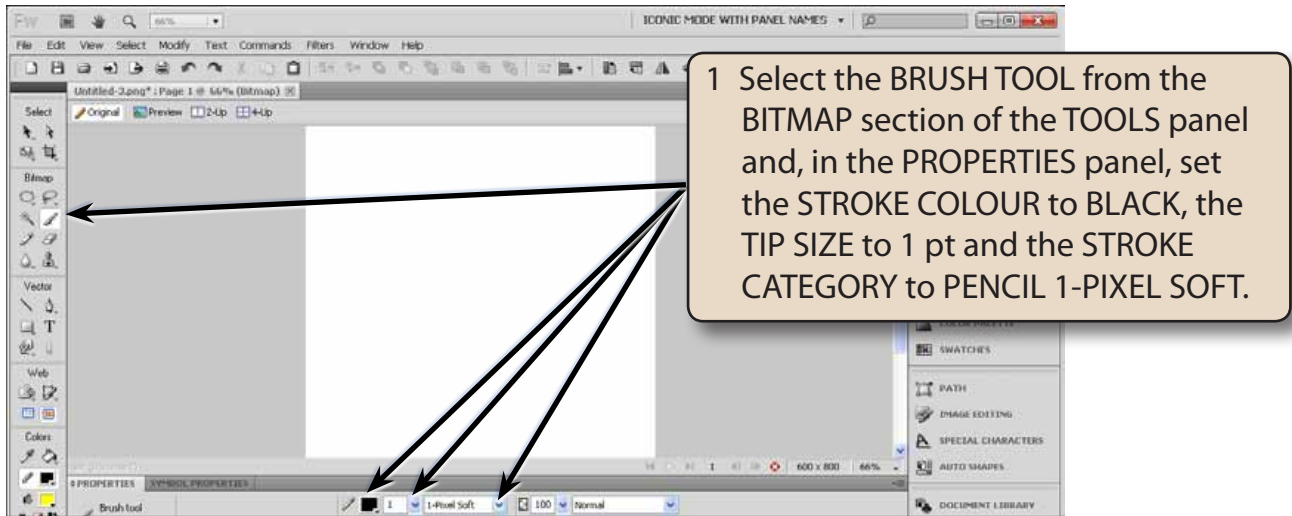 Fw 66% ICONIC MODE WITH PANEL NAMES
File Edit View Select Modify Text Commands Filters Window Help
Untitled-3.png* : Page 1 @ 66% (Bitmap)
Select Original Preview 2-Up 4-Up
Bitmap
Vector
Web
Colors
1 Select the BRUSH TOOL from the
BITMAP section of the TOOLS panel
and, in the PROPERTIES panel, set
the STROKE COLOUR to BLACK, the
TIP SIZE to 1 pt and the STROKE
CATEGORY to PENCIL 1-PIXEL SOFT.
COLOR PALETTE
SWATCHES
PATH
IMAGE EDITING
SPECIAL CHARACTERS
AUTO SHAPES
DOCUMENT LIBRARY
1 600 x 800 66%
PROPERTIES SYMBOL PROPERTIES
Brush tool 1 1-Pixel Soft 100 Normal